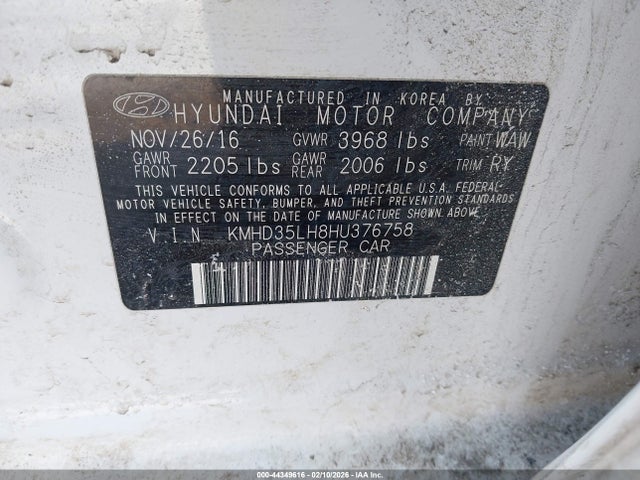 MANUFACTURED IN KOREA BY
HYUNDAI MOTOR COMPANY
NOV/26/16 GVWR 3968 lbs PAINT WAW
GAWR FRONT 2205 lbs GAWR REAR 2006 lbs TRIM RY
THIS VEHICLE CONFORMS TO ALL APPLICABLE U.S.A. FEDERAL
MOTOR VEHICLE SAFETY, BUMPER, AND THEFT PREVENTION STANDARDS
IN EFFECT ON THE DATE OF MANUFACTURE SHOWN ABOVE.
V.I.N KMHD35LH8HU376758
PASSENGER CAR
000-44349616 - 02/10/2026 - IAA Inc.